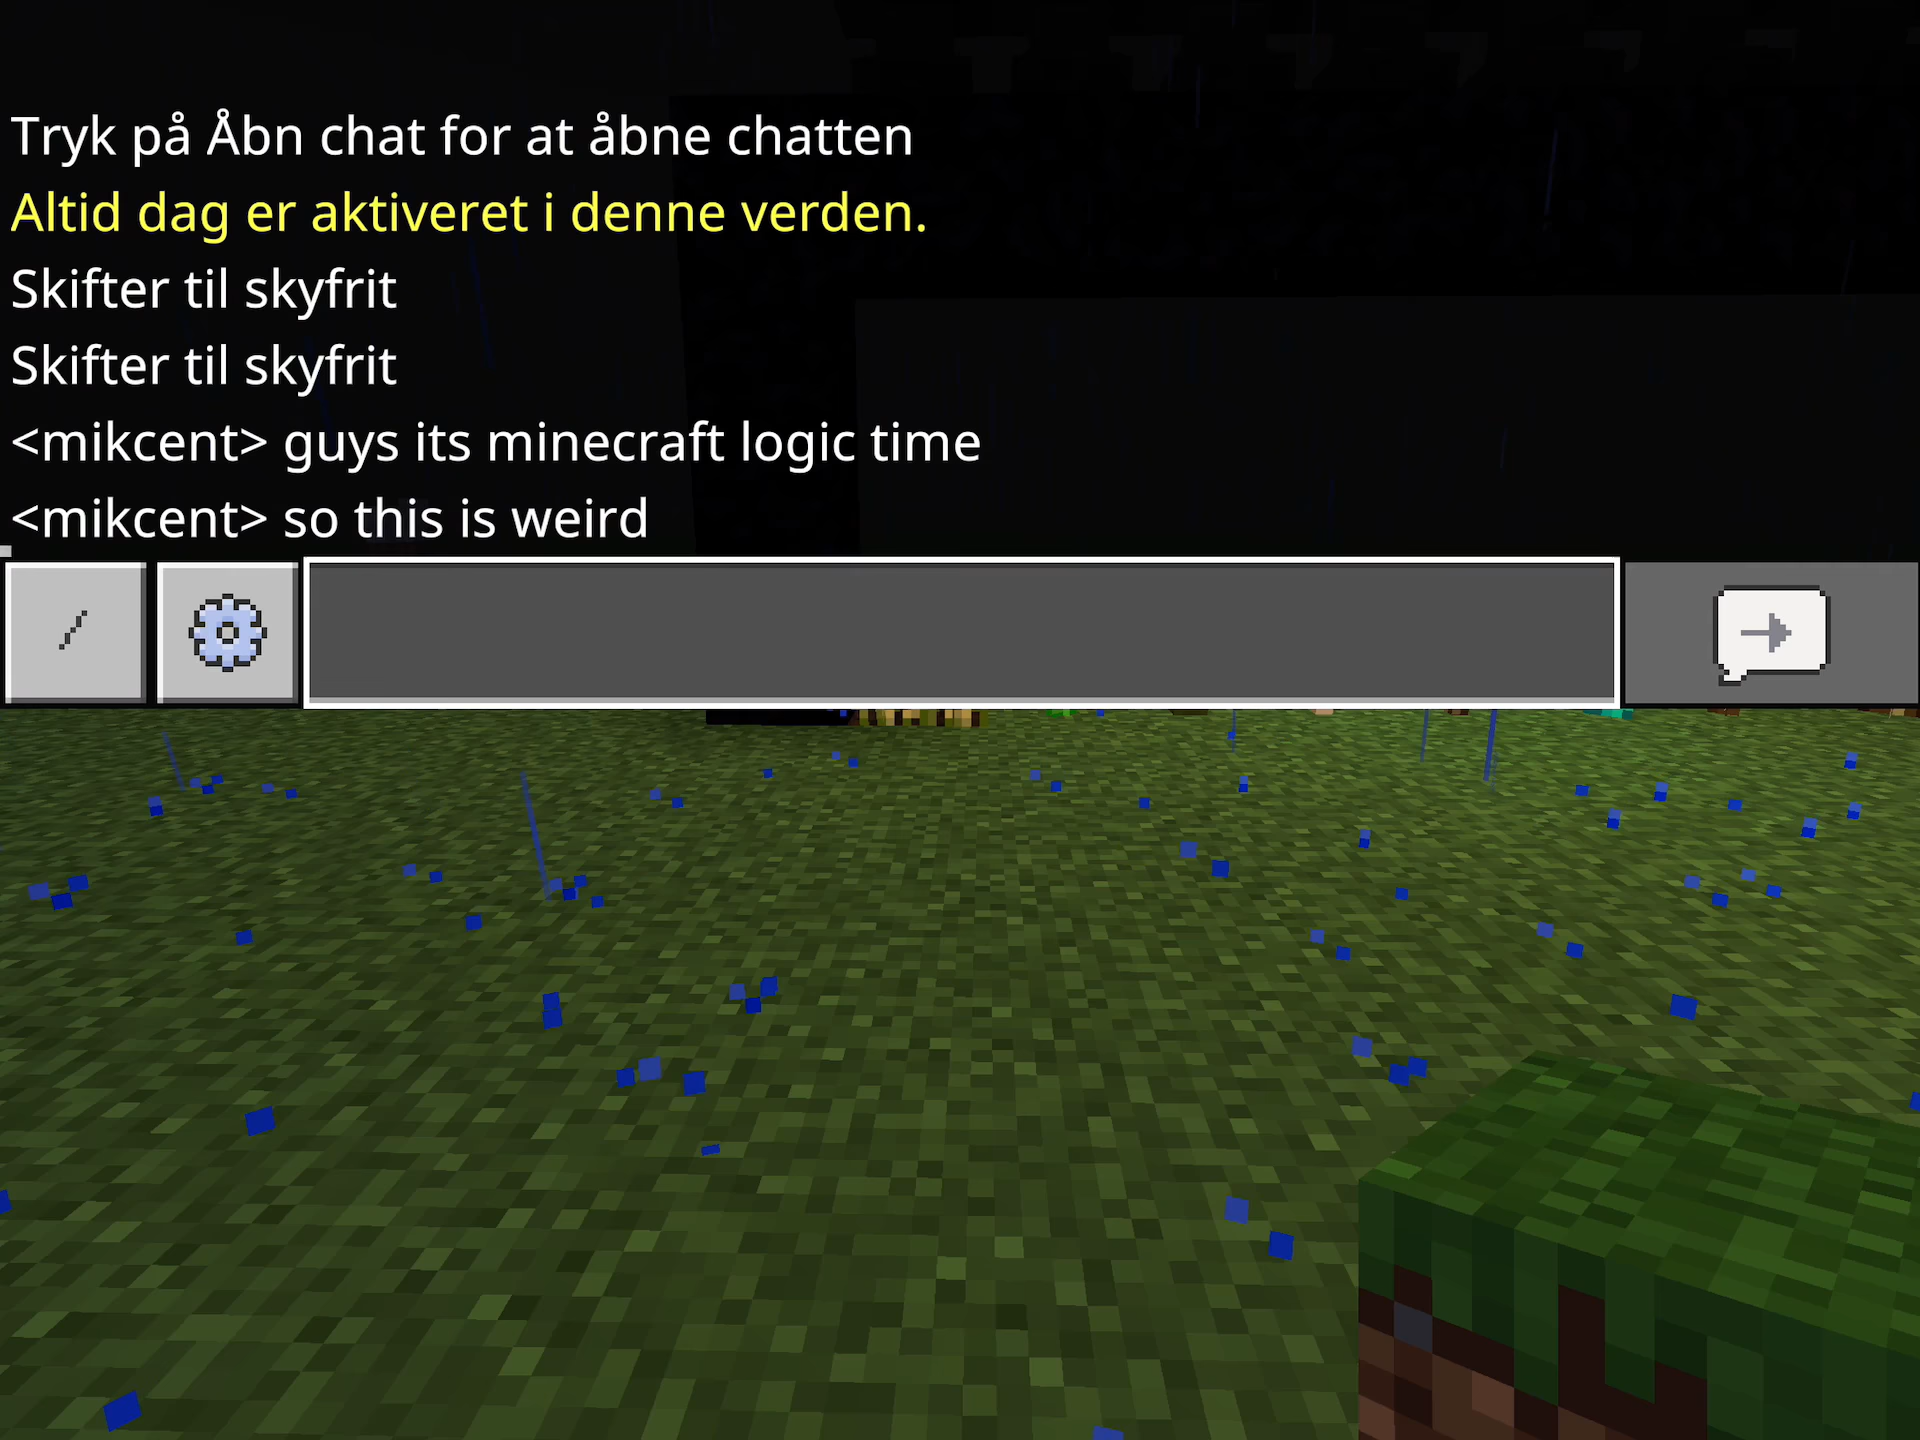 Tryk på Åbn chat for at åbne chatten
Altid dag er aktiveret i denne verden.
Skifter til skyfrit
Skifter til skyfrit
<mikcent> guys its minecraft logic time
<mikcent> so this is weird
/